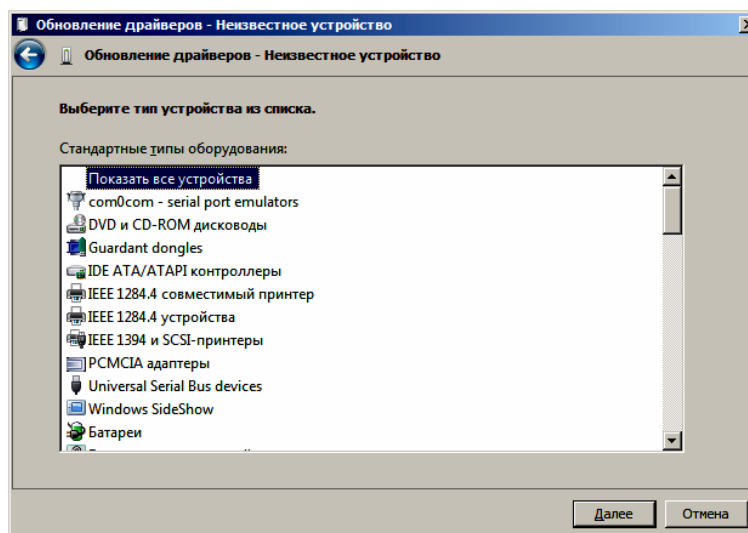 Обновление драйверов - Неизвестное устройство
Обновление драйверов - Неизвестное устройство
Выберите тип устройства из списка.
Стандартные типы оборудования:
Показать все устройства
com0com - serial port emulators
DVD и CD-ROM дисководы
Guardant dongles
IDE ATA/ATAPI контроллеры
IEEE 1284.4 совместимый принтер
IEEE 1284.4 устройства
IEEE 1394 и SCSI-принтеры
PCMCIA адаптеры
Universal Serial Bus devices
Windows SideShow
Батареи
Далее
Отмена